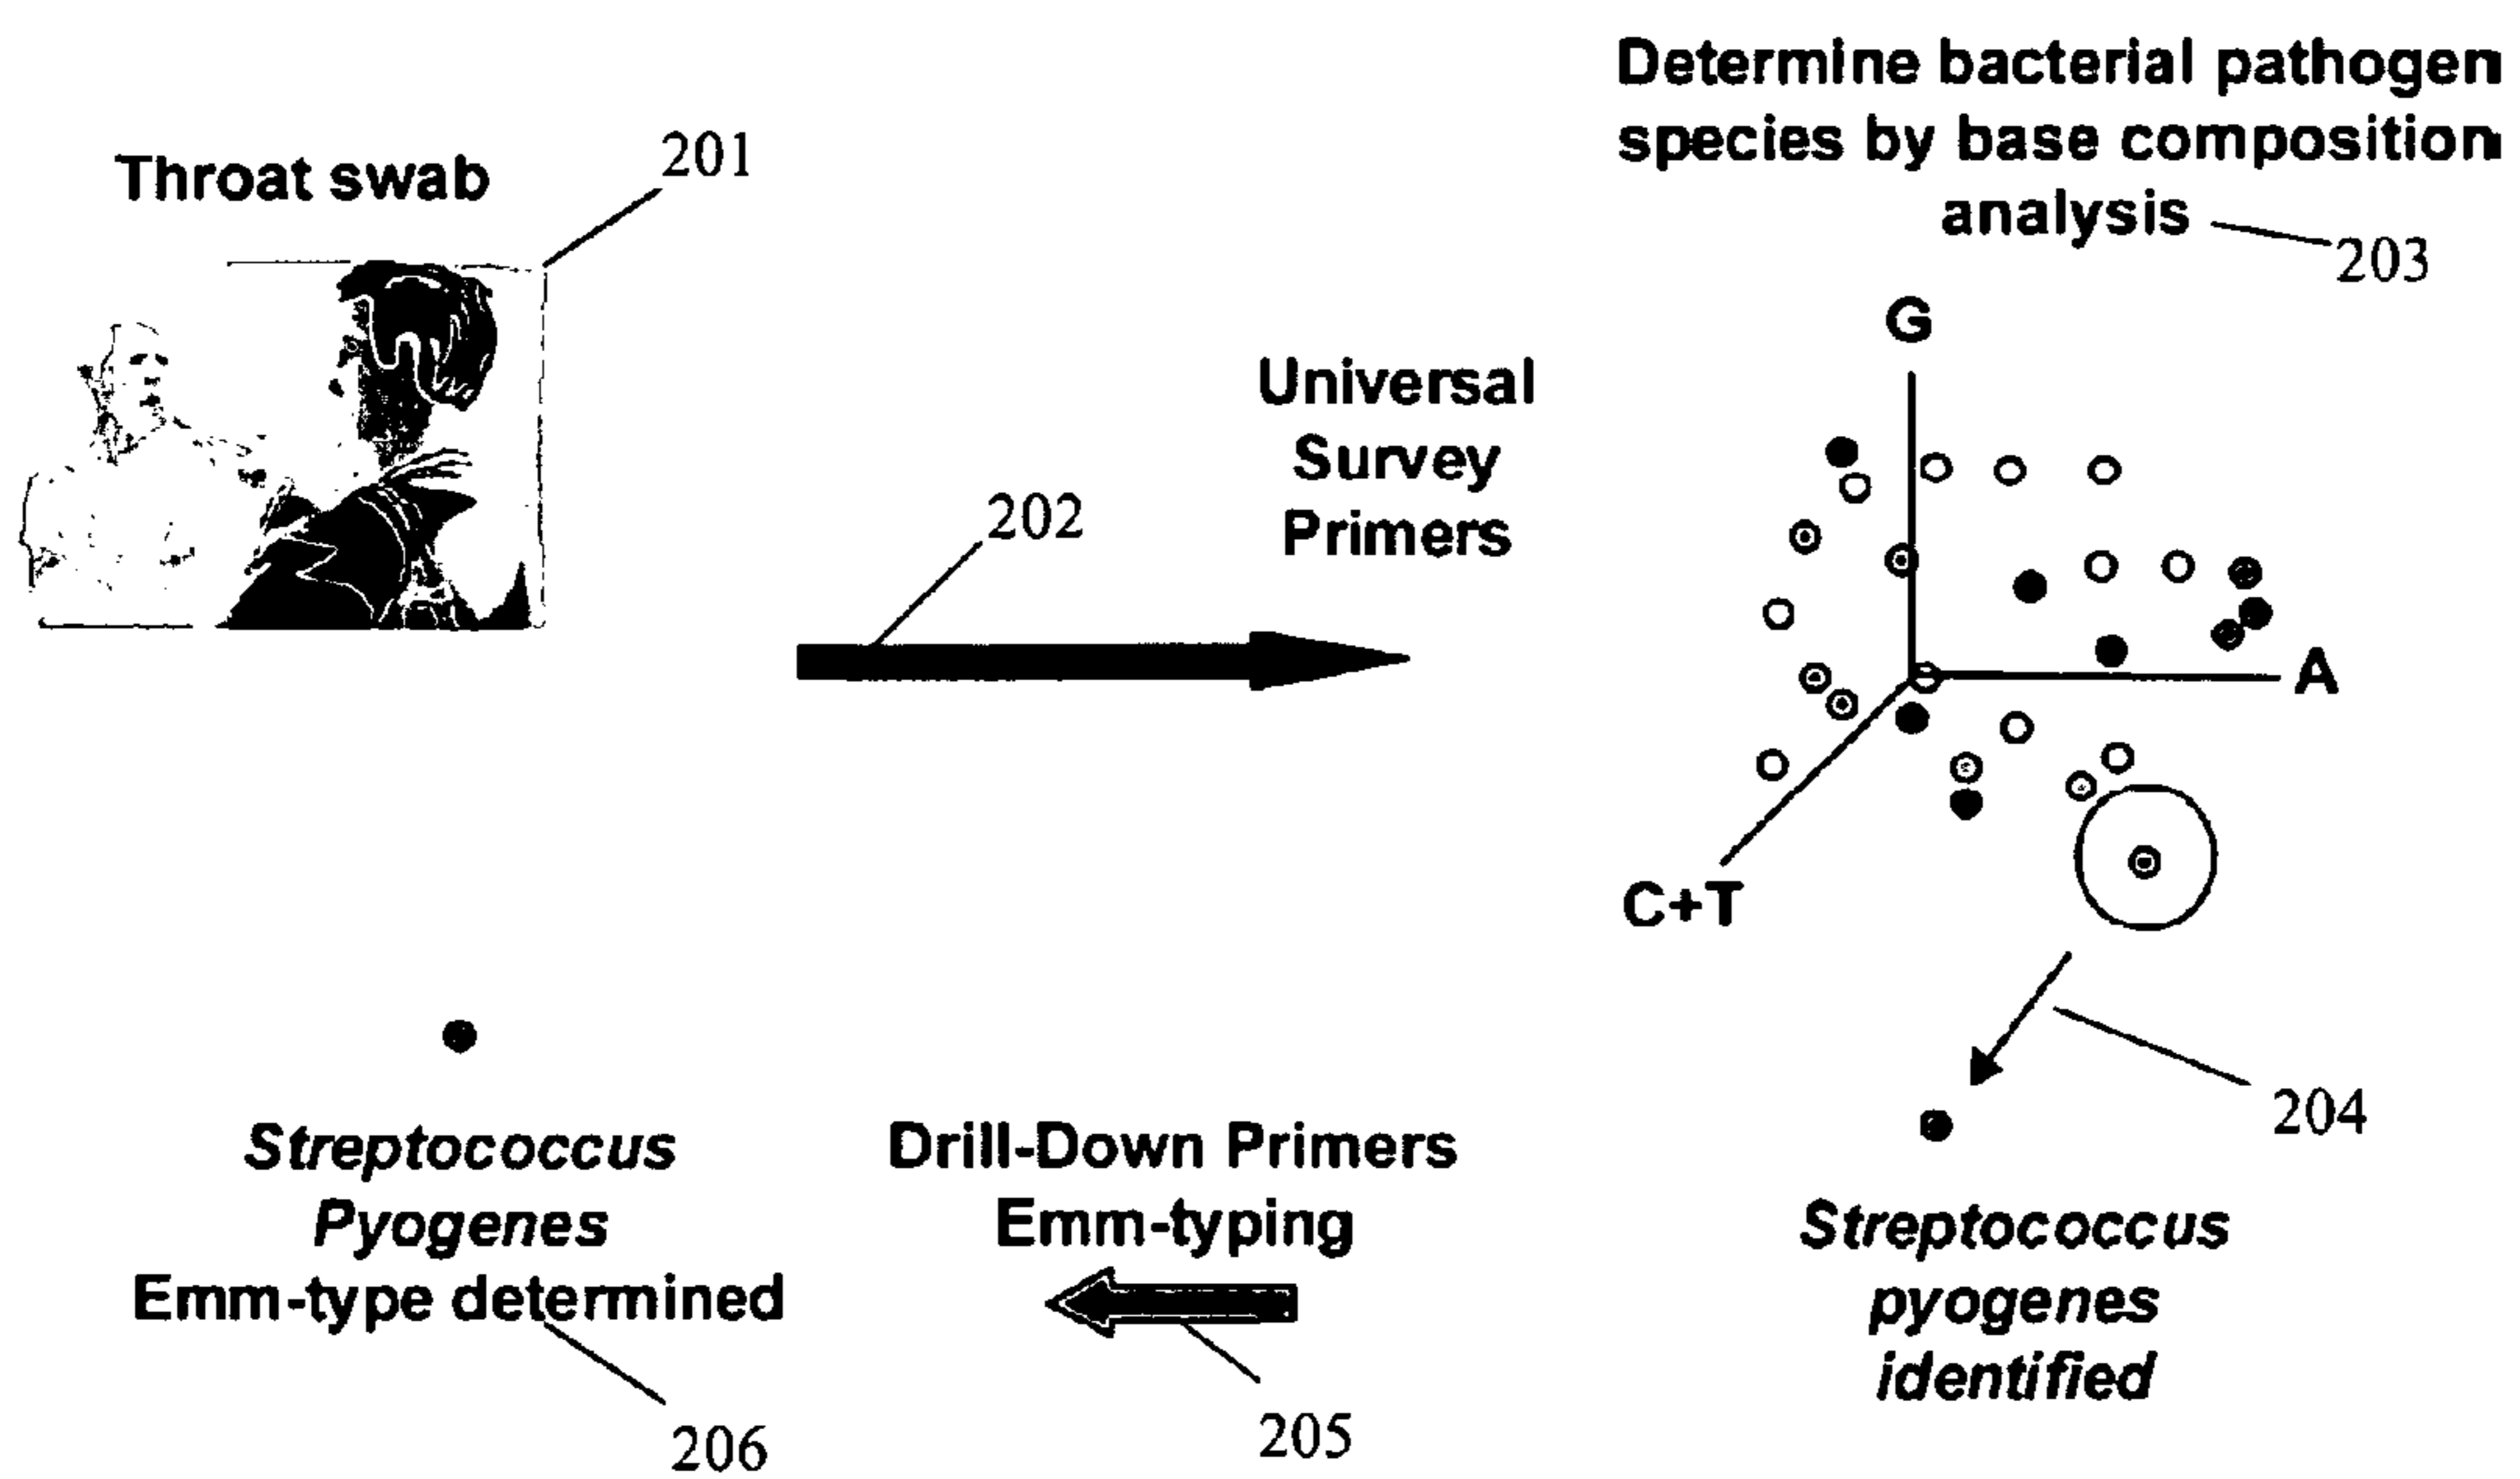 Throat swab
201
202
Universal
Survey
Primers
Determine bacterial pathogen
species by base composition
analysis
203
G
A
C+T
204
Streptococcus
pyogenes
identified
Drill-Down Primers
Emm-typing
205
Streptococcus
Pyogenes
Emm-type determined
206